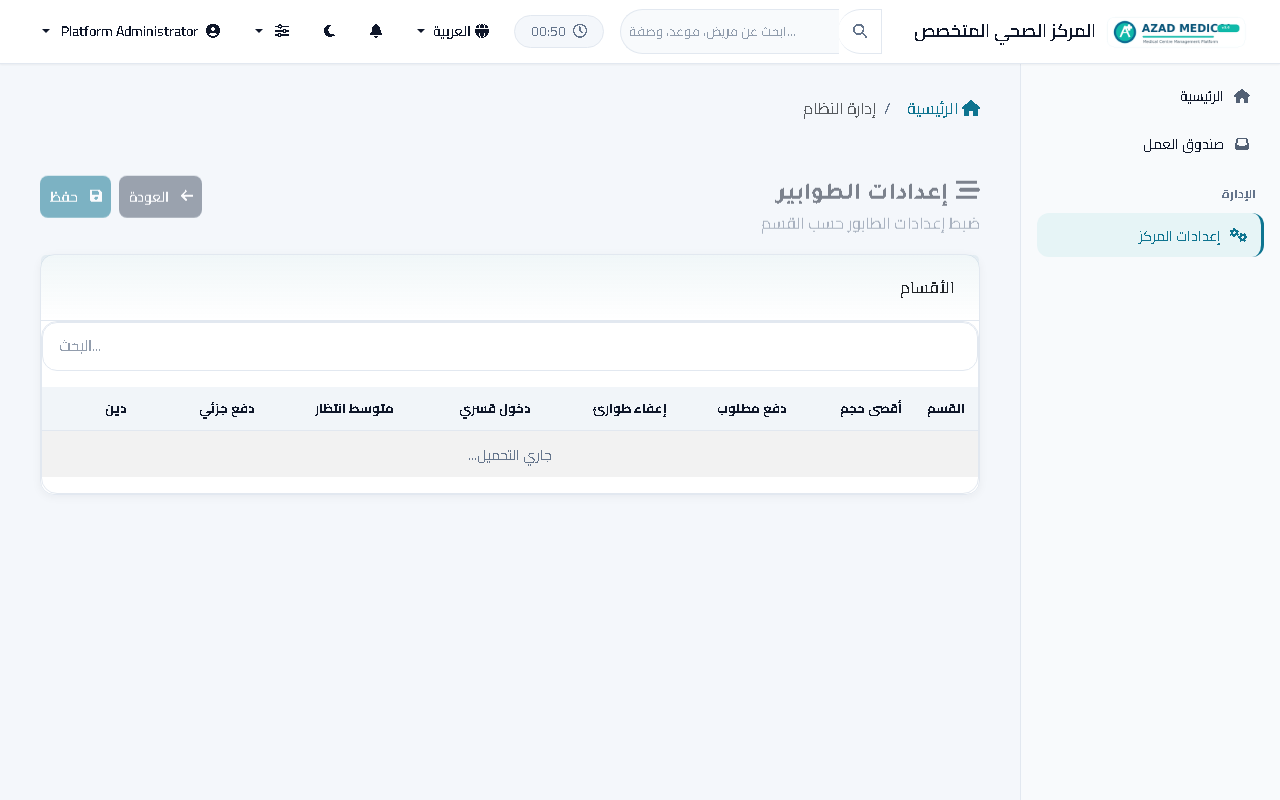 AZAD MEDIC
Medical Centre Management Platform
المركز الصحي المتخصص
ابحث عن مريض، موعد، وصفة...
00:50
العربية
Platform Administrator
الرئيسية
صندوق العمل
الإدارة
إعدادات المركز
الرئيسية / إدارة النظام
إعدادات الطوابير
ضبط إعدادات الطابور حسب القسم
العودة
حفظ
الأقسام
البحث...
القسم أقصى حجم دفع مطلوب إعفاء طوارئ دخول قسري متوسط انتظار دفع جزئي دين
جاري التحميل...